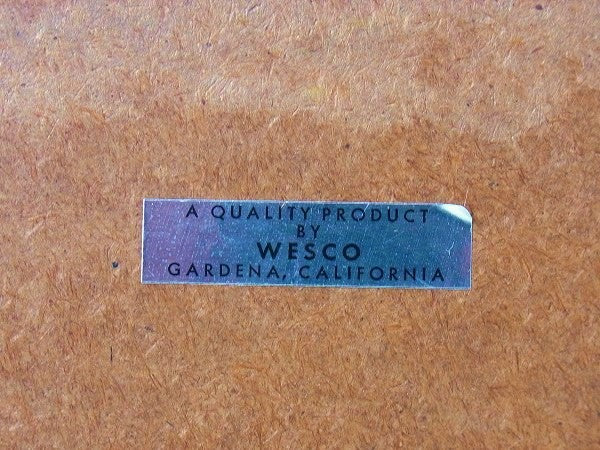 A QUALITY PRODUCT
BY
WESCO
GARDENA, CALIFORNIA